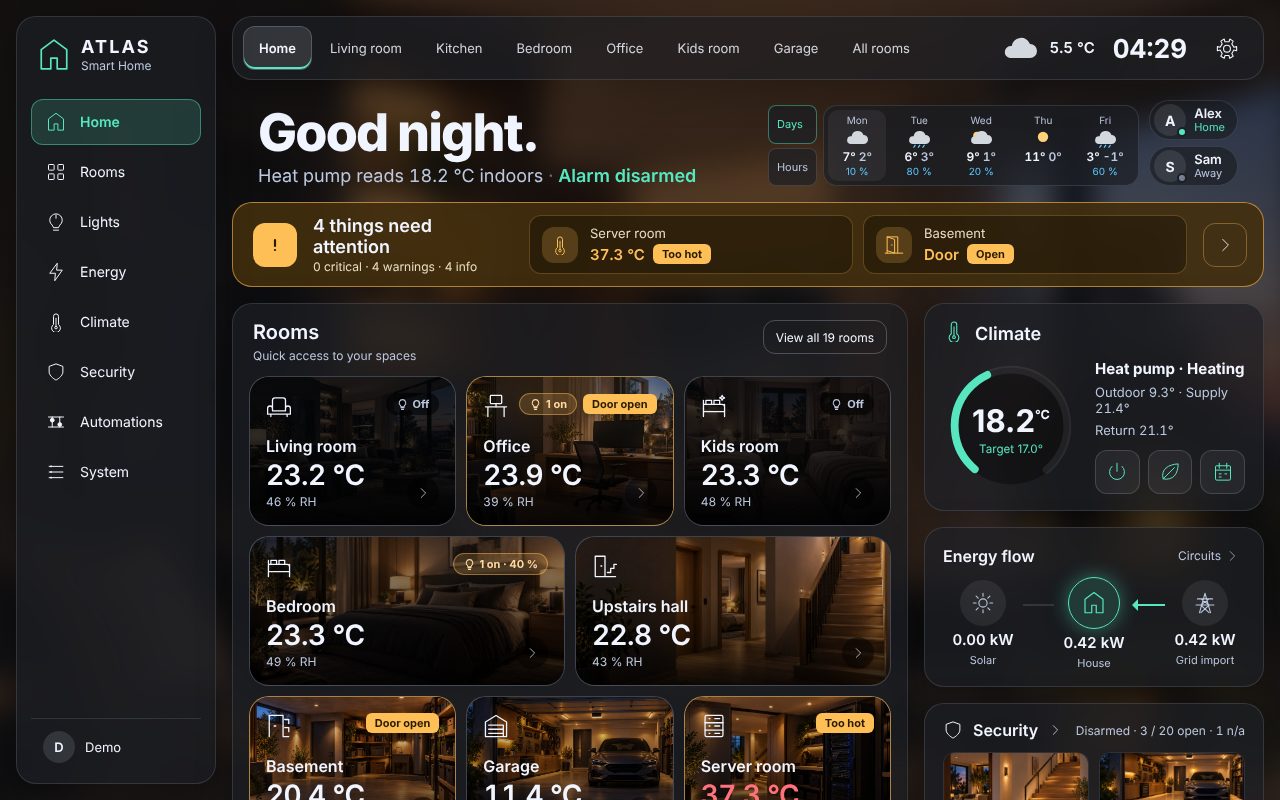 ATLAS
Smart Home
Home
Rooms
Lights
Energy
Climate
Security
Automations
System
D Demo
Home Living room Kitchen Bedroom Office Kids room Garage All rooms
5.5 °C 04:29
Good night.
Heat pump reads 18.2 °C indoors · Alarm disarmed
Days
Hours
Mon Tue Wed Thu Fri
7° 2° 6° 3° 9° 1° 11° 0° 3° -1°
10 % 80 % 20 % 60 %
A Alex
Home
S Sam
Away
!
4 things need
attention
0 critical · 4 warnings · 4 info
Server room
37.3 °C Too hot
Basement
Door Open
Rooms
Quick access to your spaces
View all 19 rooms
Off
Living room
23.2 °C
46 % RH
1 on Door open
Office
23.9 °C
39 % RH
Off
Kids room
23.3 °C
48 % RH
1 on · 40 %
Bedroom
23.3 °C
49 % RH
Upstairs hall
22.8 °C
43 % RH
Door open
Basement
20.4 °C
Garage
11.4 °C
Too hot
Server room
37.3 °C
Climate
18.2°C
Target 17.0°
Heat pump · Heating
Outdoor 9.3° · Supply
21.4°
Return 21.1°
Energy flow
Circuits
0.00 kW
Solar
0.42 kW
House
0.42 kW
Grid import
Security
Disarmed · 3 / 20 open · 1 n/a